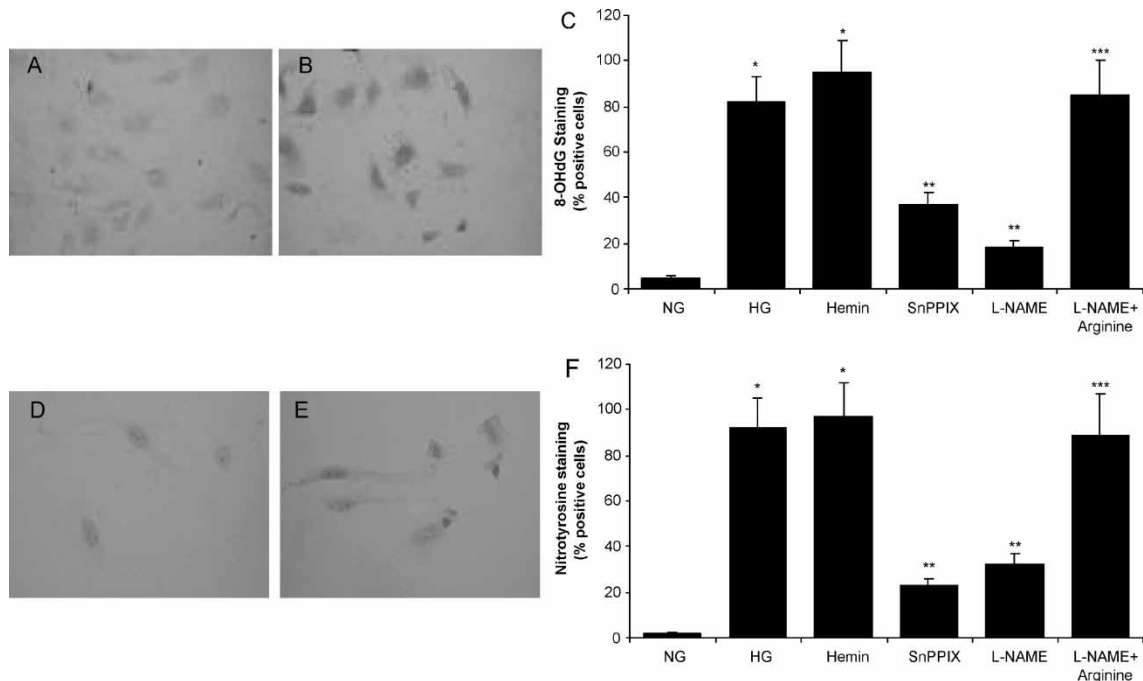 A
B
C
8-OHdG Staining
(% positive cells)
120
100
80
60
40
20
0
*
*
**
**
***
NG HG Hemin SnPPIX L-NAME L-NAME+
Arginine
D
E
F
Nitrotyrosine staining
(% positive cells)
120
100
80
60
40
20
0
*
*
**
**
***
NG HG Hemin SnPPIX L-NAME L-NAME+
Arginine